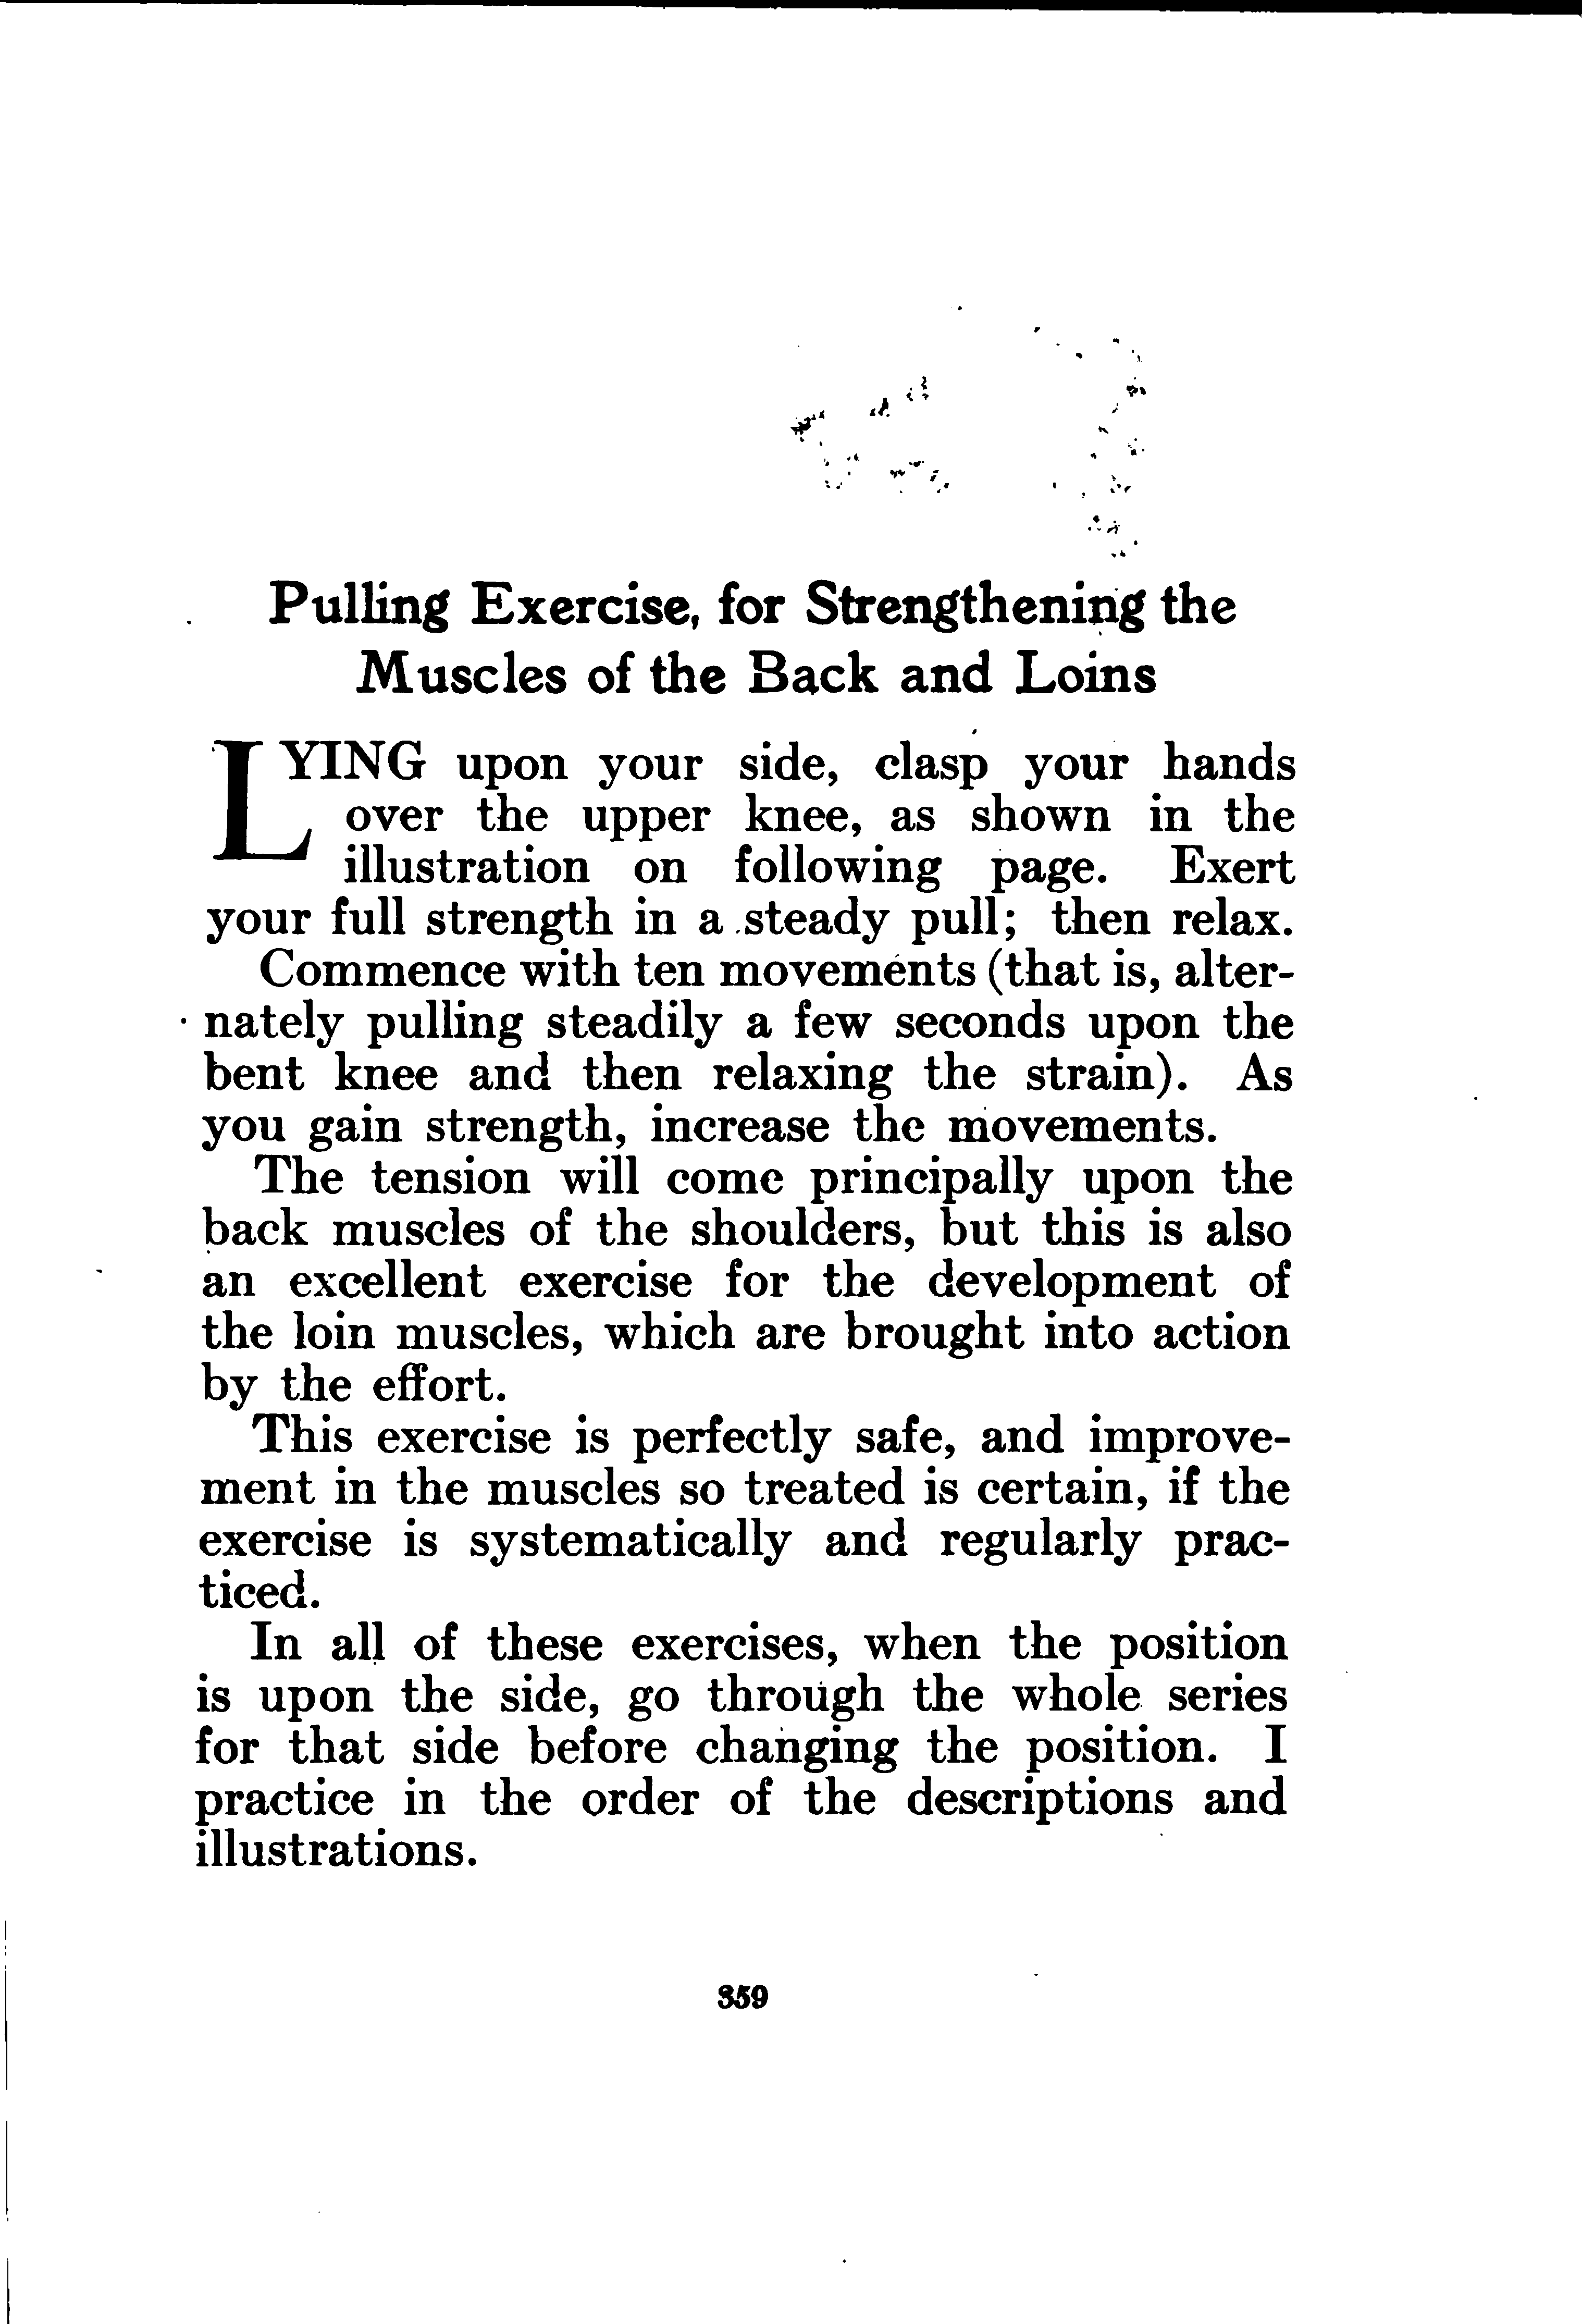 Pulling Exercise, for Strengthening the
Muscles of the Back and Loins
LYING upon your side, clasp your hands
over the upper knee, as shown in the
illustration on following page. Exert
your full strength in a steady pull; then relax.
Commence with ten movements (that is, alter-
nately pulling steadily a few seconds upon the
bent knee and then relaxing the strain). As
you gain strength, increase the movements.
The tension will come principally upon the
back muscles of the shoulders, but this is also
an excellent exercise for the development of
the loin muscles, which are brought into action
by the effort.
This exercise is perfectly safe, and improve-
ment in the muscles so treated is certain, if the
exercise is systematically and regularly prac-
ticed.
In all of these exercises, when the position
is upon the side, go through the whole series
for that side before changing the position. I
practice in the order of the descriptions and
illustrations.
359